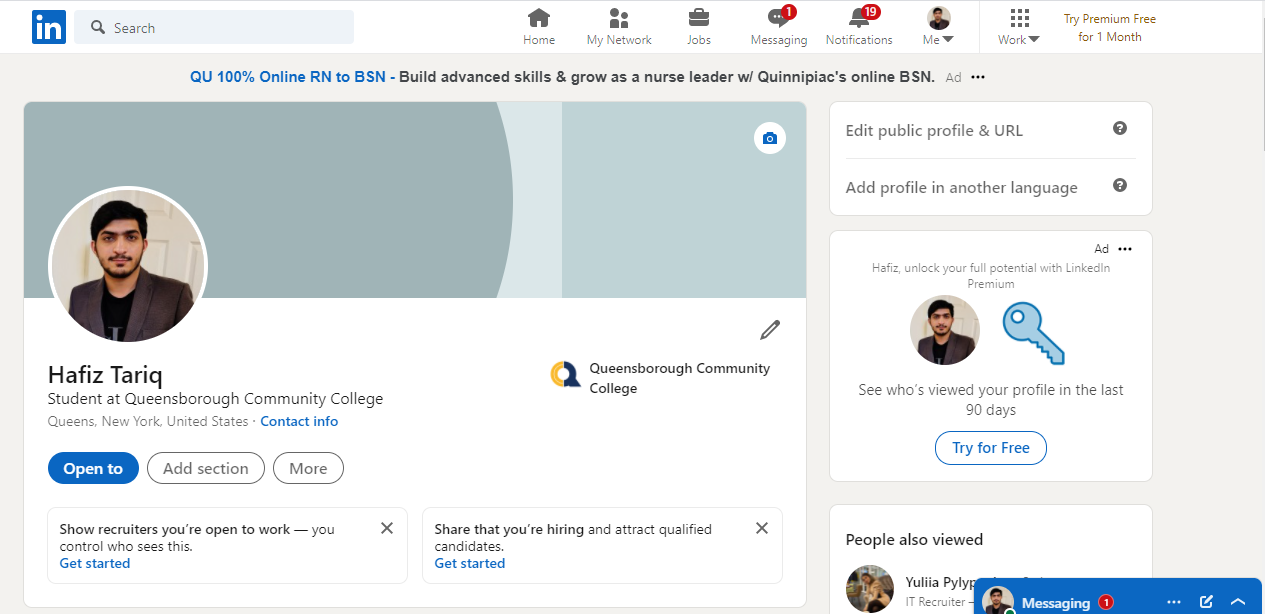 in
Search
Home
My Network
Jobs
1
Messaging
19
Notifications
Me
Work
Try Premium Free
for 1 Month
QU 100% Online RN to BSN - Build advanced skills & grow as a nurse leader w/ Quinnipiac's online BSN. Ad
Hafiz Tariq
Student at Queensborough Community College
Queens, New York, United States · Contact info
Queensborough Community
College
Open to
Add section
More
Show recruiters you're open to work — you
control who sees this.
Get started
Share that you're hiring and attract qualified
candidates.
Get started
Edit public profile & URL
Add profile in another language
Ad
Hafiz, unlock your full potential with LinkedIn
Premium
See who's viewed your profile in the last
90 days
Try for Free
People also viewed
Yuliia
IT Recruiter –
Messaging 1